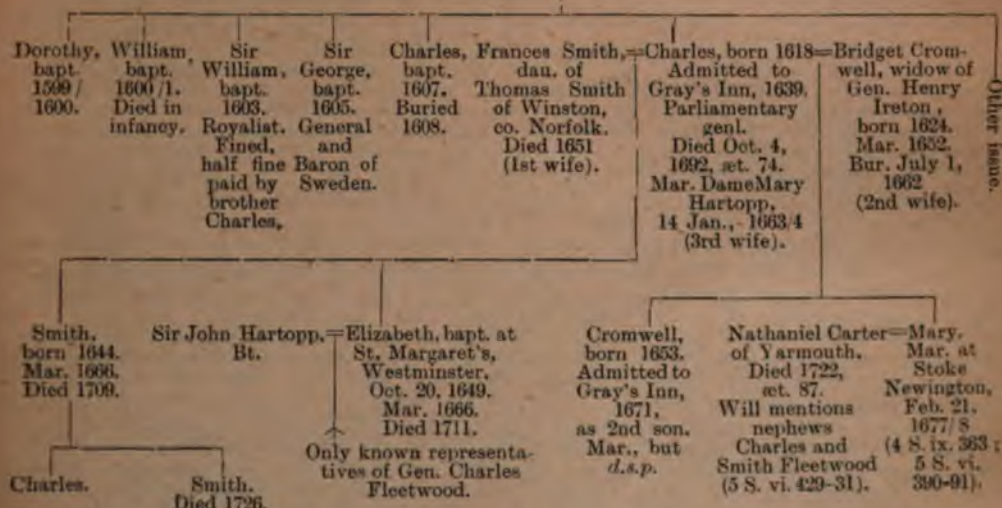 Dorothy,
bapt.
1599/
1600.
William,
bapt.
1600/1.
Died in
infancy.
Sir
William,
bapt.
1603.
Royalist.
Fined,
half fine
paid by
brother
Charles,
Sir
George,
bapt.
1605.
General
and
Baron of
Sweden.
Charles,
bapt.
1607.
Buried
1608.
Frances Smith,=
dau. of
Thomas Smith
of Winston,
co. Norfolk.
Died 1651
(1st wife).
Charles, born 1618=
Admitted to
Gray's Inn, 1639.
Parliamentary
genl.
Died Oct. 4,
1692, æt. 74.
Mar. Dame Mary
Hartopp,
14 Jan., 1663/4
(3rd wife).
Bridget Crom-
well, widow of
Gen. Henry
Ireton,
born 1624.
Mar. 1652.
Bur. July 1,
1662
(2nd wife).
Other issue.
Smith.
born 1644.
Mar. 1666.
Died 1709.
Sir John Hartopp,=
Bt.
Elizabeth, bapt. at
St. Margaret's,
Westminster.
Oct. 20, 1649.
Mar. 1666.
Died 1711.
Only known representa-
tives of Gen. Charles
Fleetwood.
Cromwell,
born 1653.
Admitted to
Gray's Inn,
1671,
as 2nd son.
Mar., but
d.s.p.
Nathaniel Carter=
of Yarmouth.
Died 1722,
æt. 87.
Will mentions
nephews
Charles and
Smith Fleetwood
(5 S. vi. 429-31).
Mary.
Mar. at
Stoke
Newington,
Feb. 21.
1677/8
(4 S. ix. 363;
5 S. vi.
390-91).
Charles.
Smith.
Died 1726.